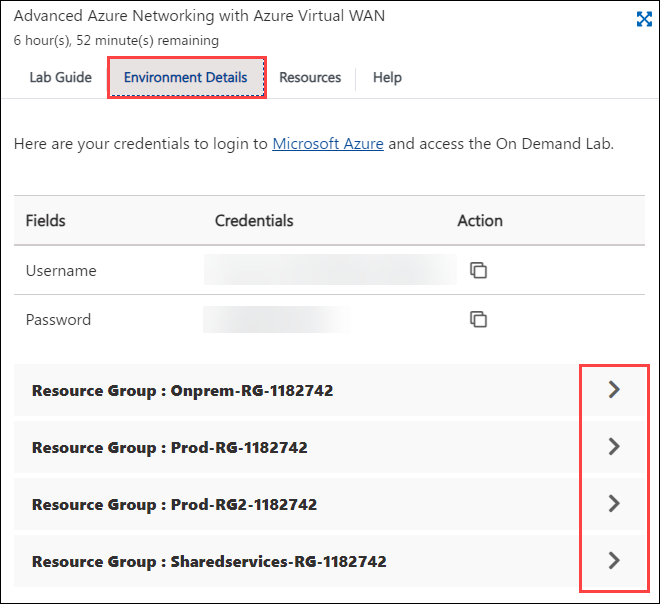 Advanced Azure Networking with Azure Virtual WAN
6 hour(s), 52 minute(s) remaining
Lab Guide Environment Details Resources Help
Here are your credentials to login to Microsoft Azure and access the On Demand Lab.
Fields Credentials Action
Username
Password
Resource Group : Onprem-RG-1182742
Resource Group : Prod-RG-1182742
Resource Group : Prod-RG2-1182742
Resource Group : Sharedservices-RG-1182742